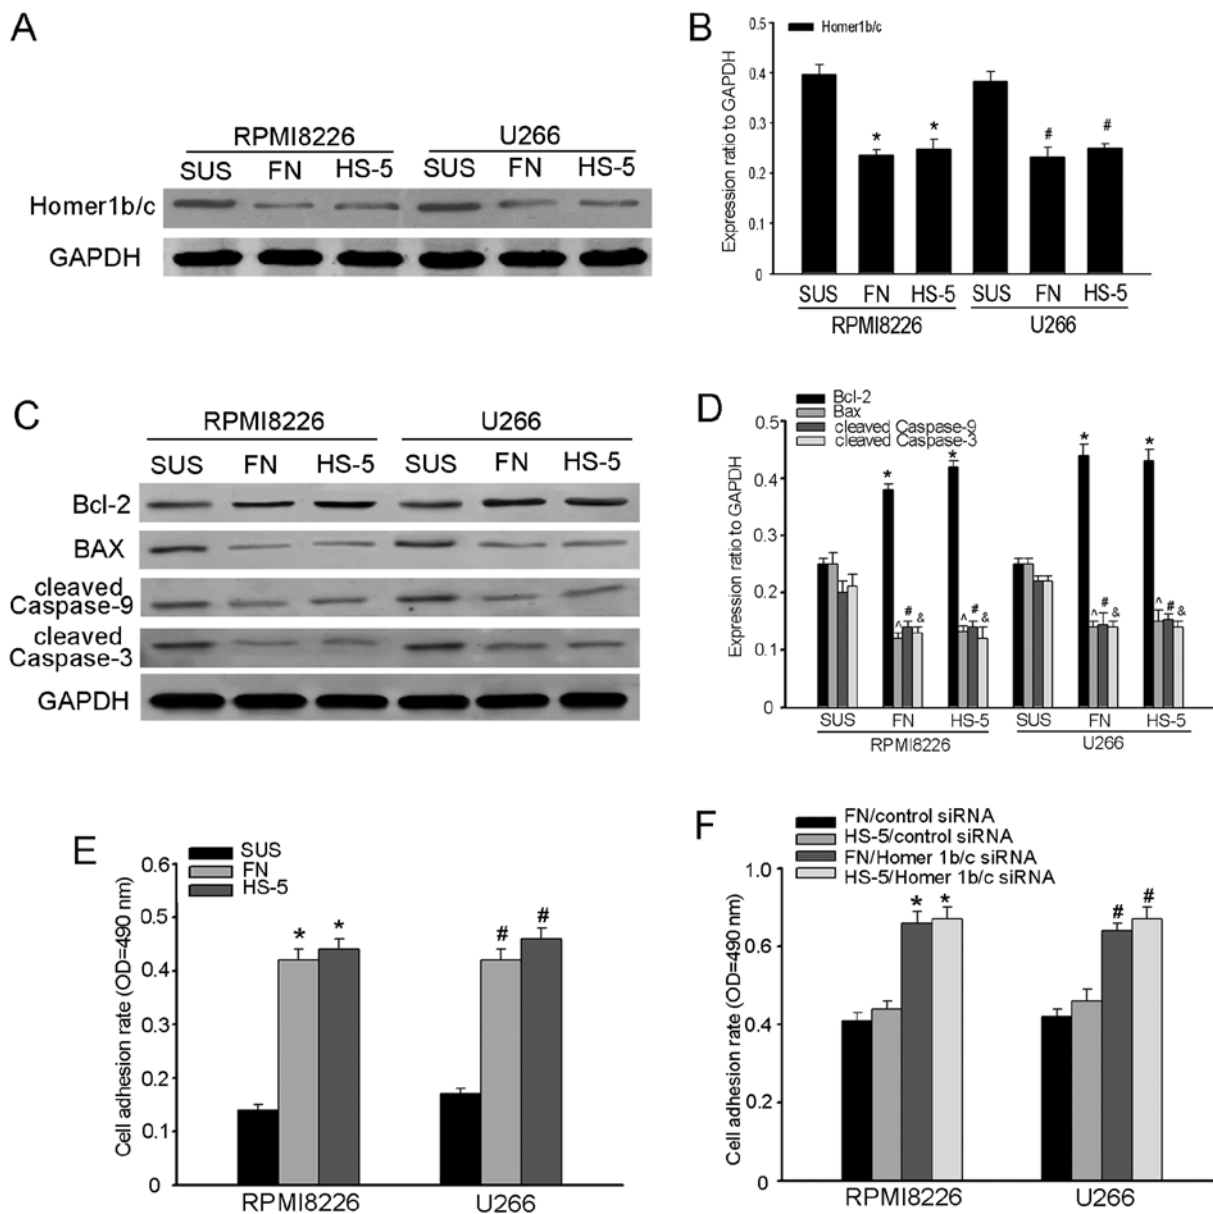 A
RPMI8226 U266
SUS FN HS-5 SUS FN HS-5
Homer1b/c
GAPDH
B
Homer1b/c
Expression ratio to GAPDH
0.5
0.4
0.3
0.2
0.1
0
* * # #
SUS FN HS-5 SUS FN HS-5
RPMI8226 U266
C
RPMI8226 U266
SUS FN HS-5 SUS FN HS-5
Bcl-2
BAX
cleaved
Caspase-9
cleaved
Caspase-3
GAPDH
D
Bcl-2
Bax
cleaved Caspase-9
cleaved Caspase-3
Expression ratio to GAPDH
0.5
0.4
0.3
0.2
0.1
0
* * * *
^ # & ^ # & ^ # & ^ # &
SUS FN HS-5 SUS FN HS-5
RPMI8226 U266
E
SUS
FN
HS-5
Cell adhesion rate (OD=490 nm)
0.6
0.4
0.3
0.2
0.1
0
* * # #
RPMI8226 U266
F
FN/control siRNA
HS-5/control siRNA
FN/Homer 1b/c siRNA
HS-5/Homer 1b/c siRNA
Cell adhesion rate (OD=490 nm)
1.0
0.6
0.4
0.2
0
* * # #
RPMI8226 U266